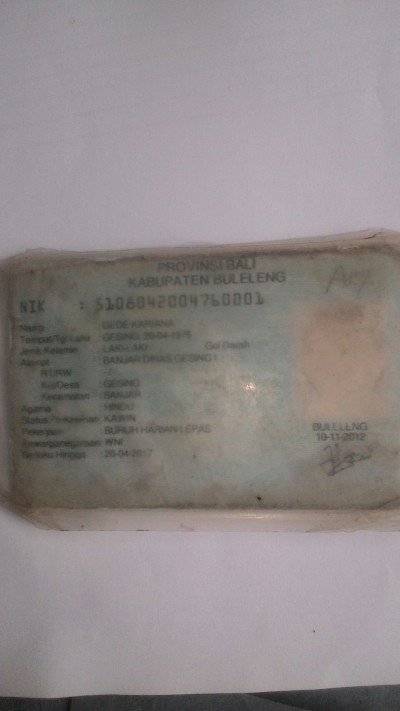 PROVINSI BALI
KABUPATEN BULELENG
NIK : 5108042004760001
Nama : GEDE KARIANA
Tempat/Tgl Lahir : GESING, 20-04-1976
Jenis Kelamin : LAKI-LAKI Gol Darah
Alamat : BANJAR DINAS GESING I
RT/RW
Kel/Desa : GESING
Kecamatan : BANJAR
Agama : HINDU
Status Perkawinan : KAWIN
Pekerjaan : BURUH HARIAN LEPAS
Kewarganegaraan : WNI
Berlaku Hingga : 20-04-2017
BULELENG
10-11-2012